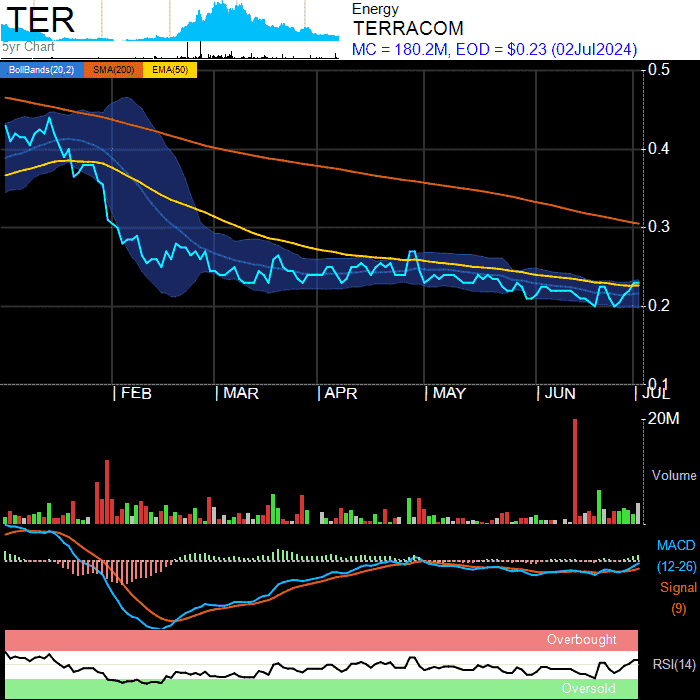 TER
5yr Chart
Energy
TERRACOM
MC = 180.2M, EOD = $0.23 (02Jul2024)
BollBands(20,2) SMA(200) EMA(50)
0.5
0.4
0.3
0.2
0.1
| FEB | MAR | APR | MAY | JUN | JUL
20M
Volume
MACD
(12-26)
Signal
(9)
Overbought
RSI(14)
Oversold